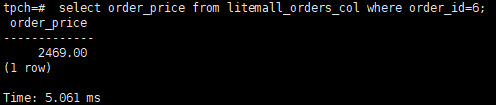 tpch=#  select order_price from litemall_orders_col where order_id=6;
 order_price
-------------
     2469.00
(1 row)

Time: 5.061 ms